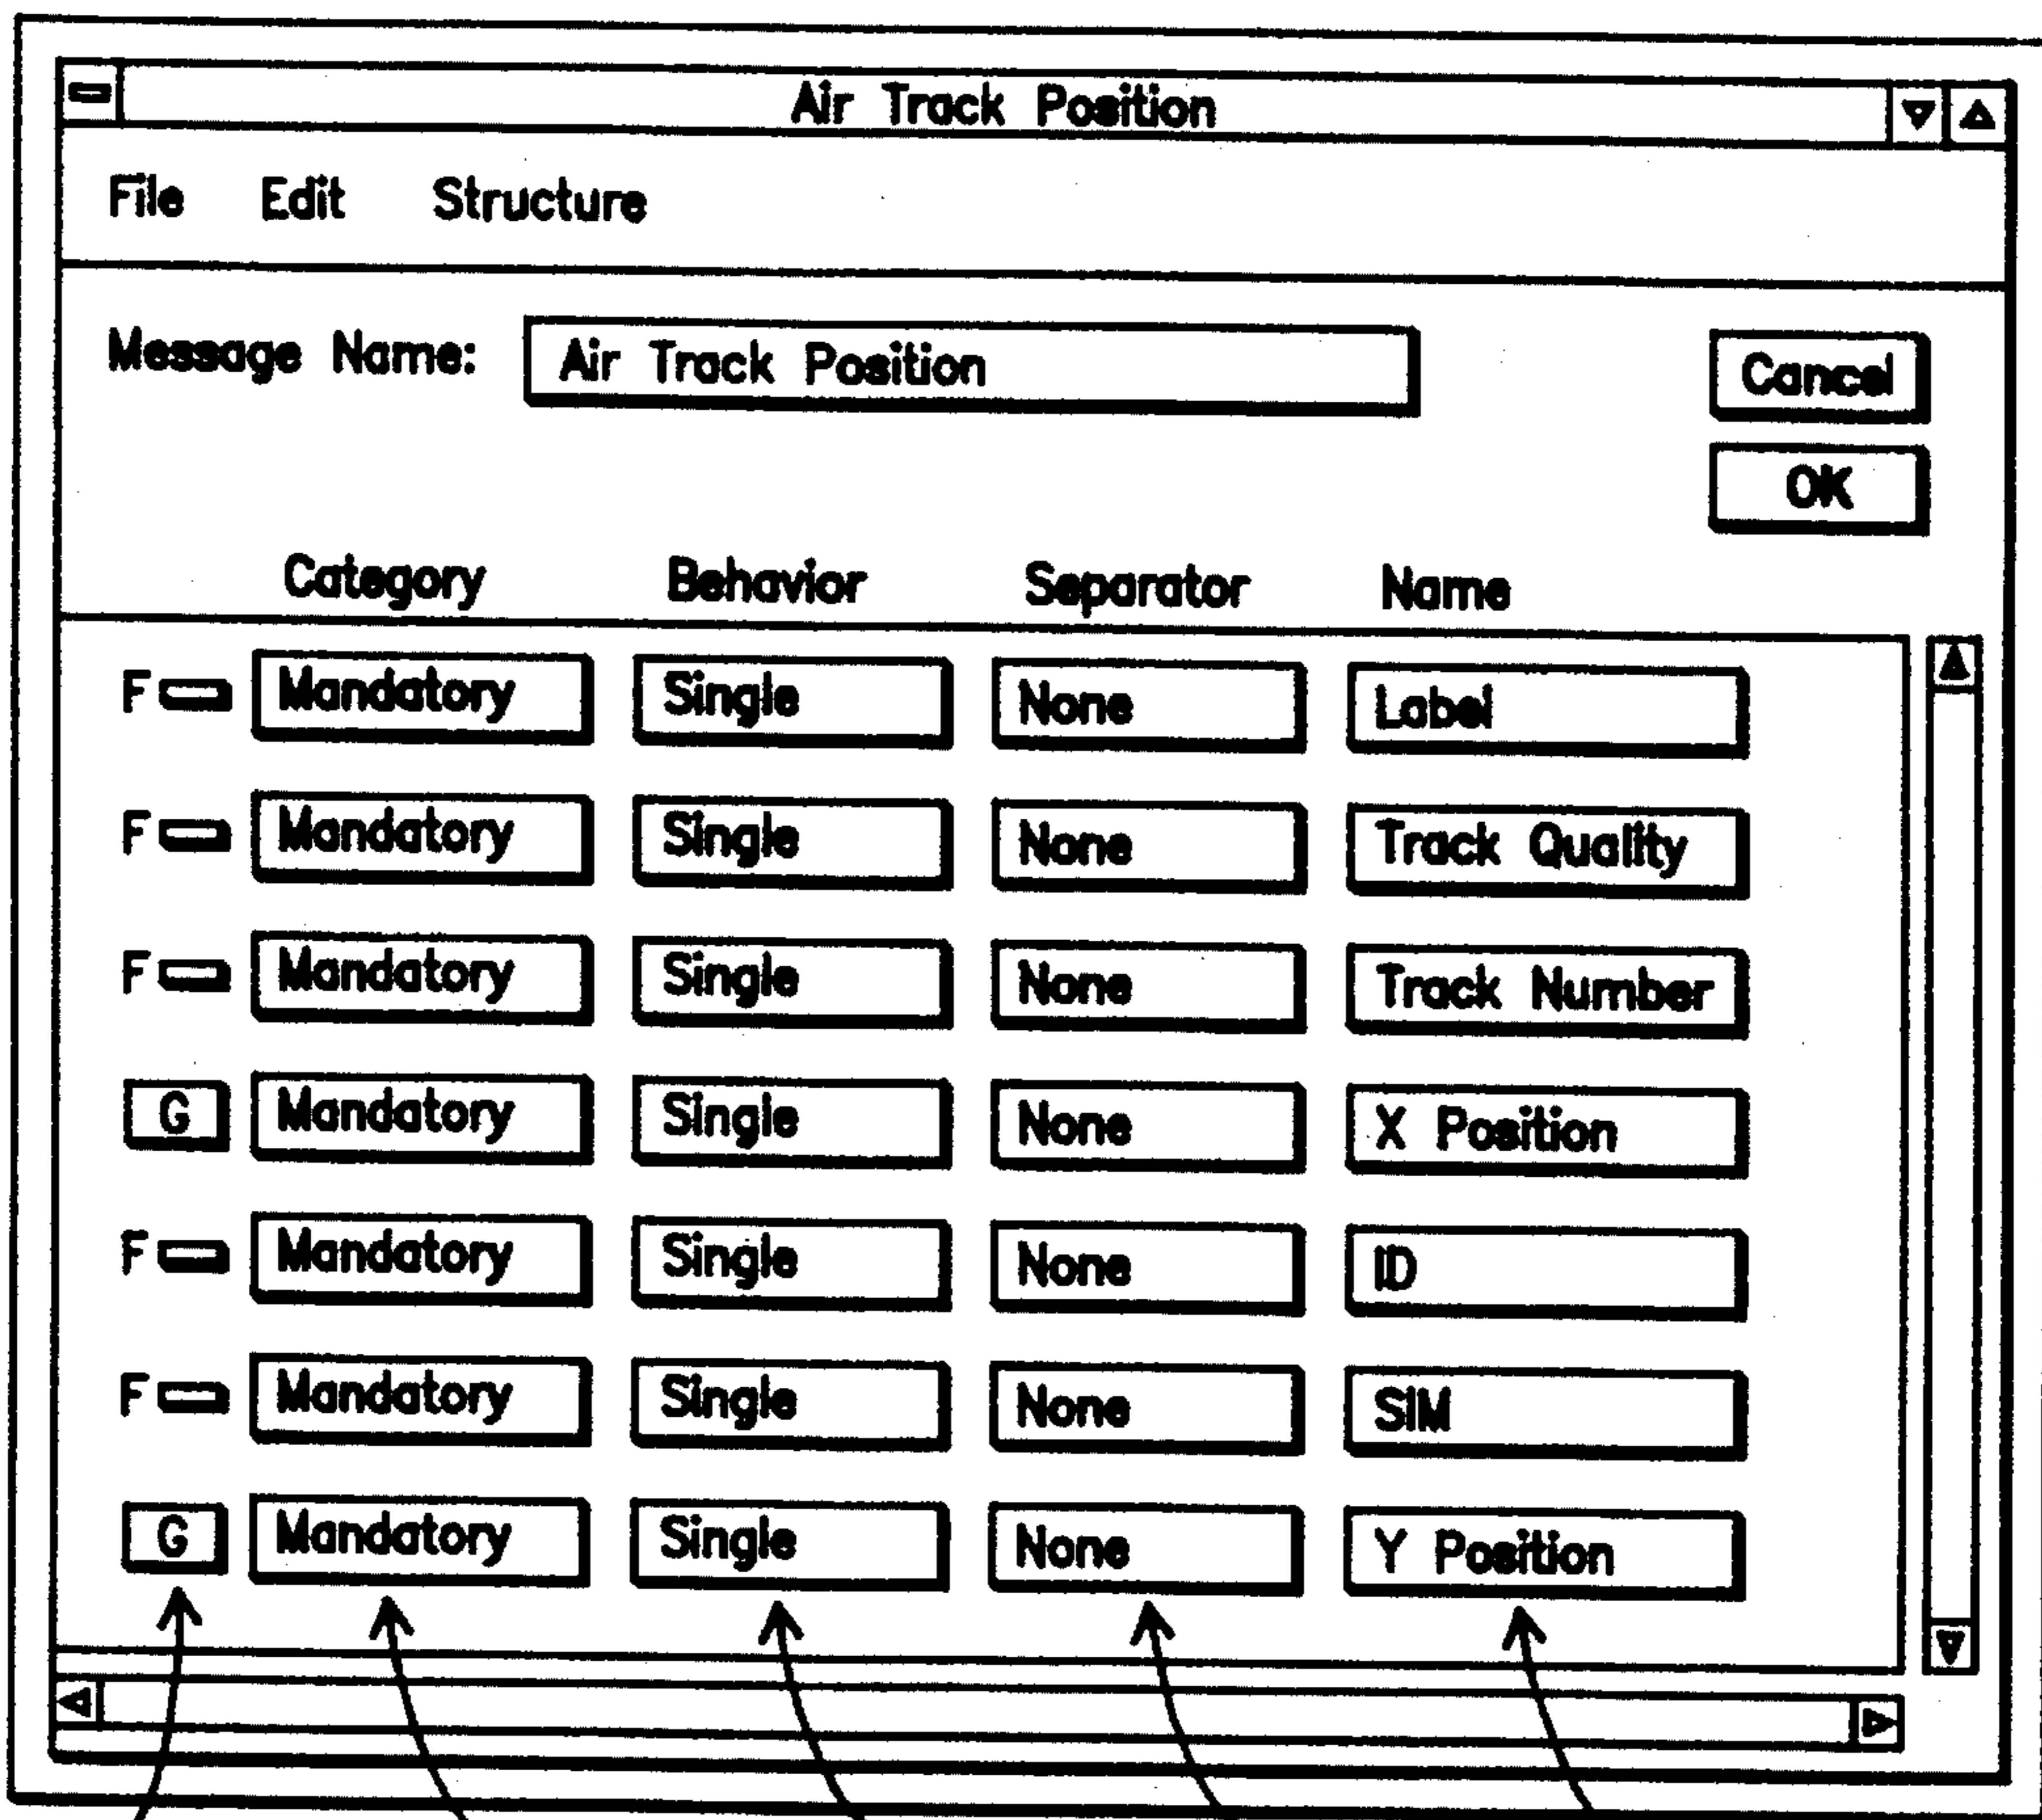 Air Track Position
File Edit Structure
Message Name: Air Track Position
Cancel
OK
Category Behavior Separator Name
F Mandatory Single None Label
F Mandatory Single None Track Quality
F Mandatory Single None Track Number
G Mandatory Single None X Position
F Mandatory Single None ID
F Mandatory Single None SIM
G Mandatory Single None Y Position